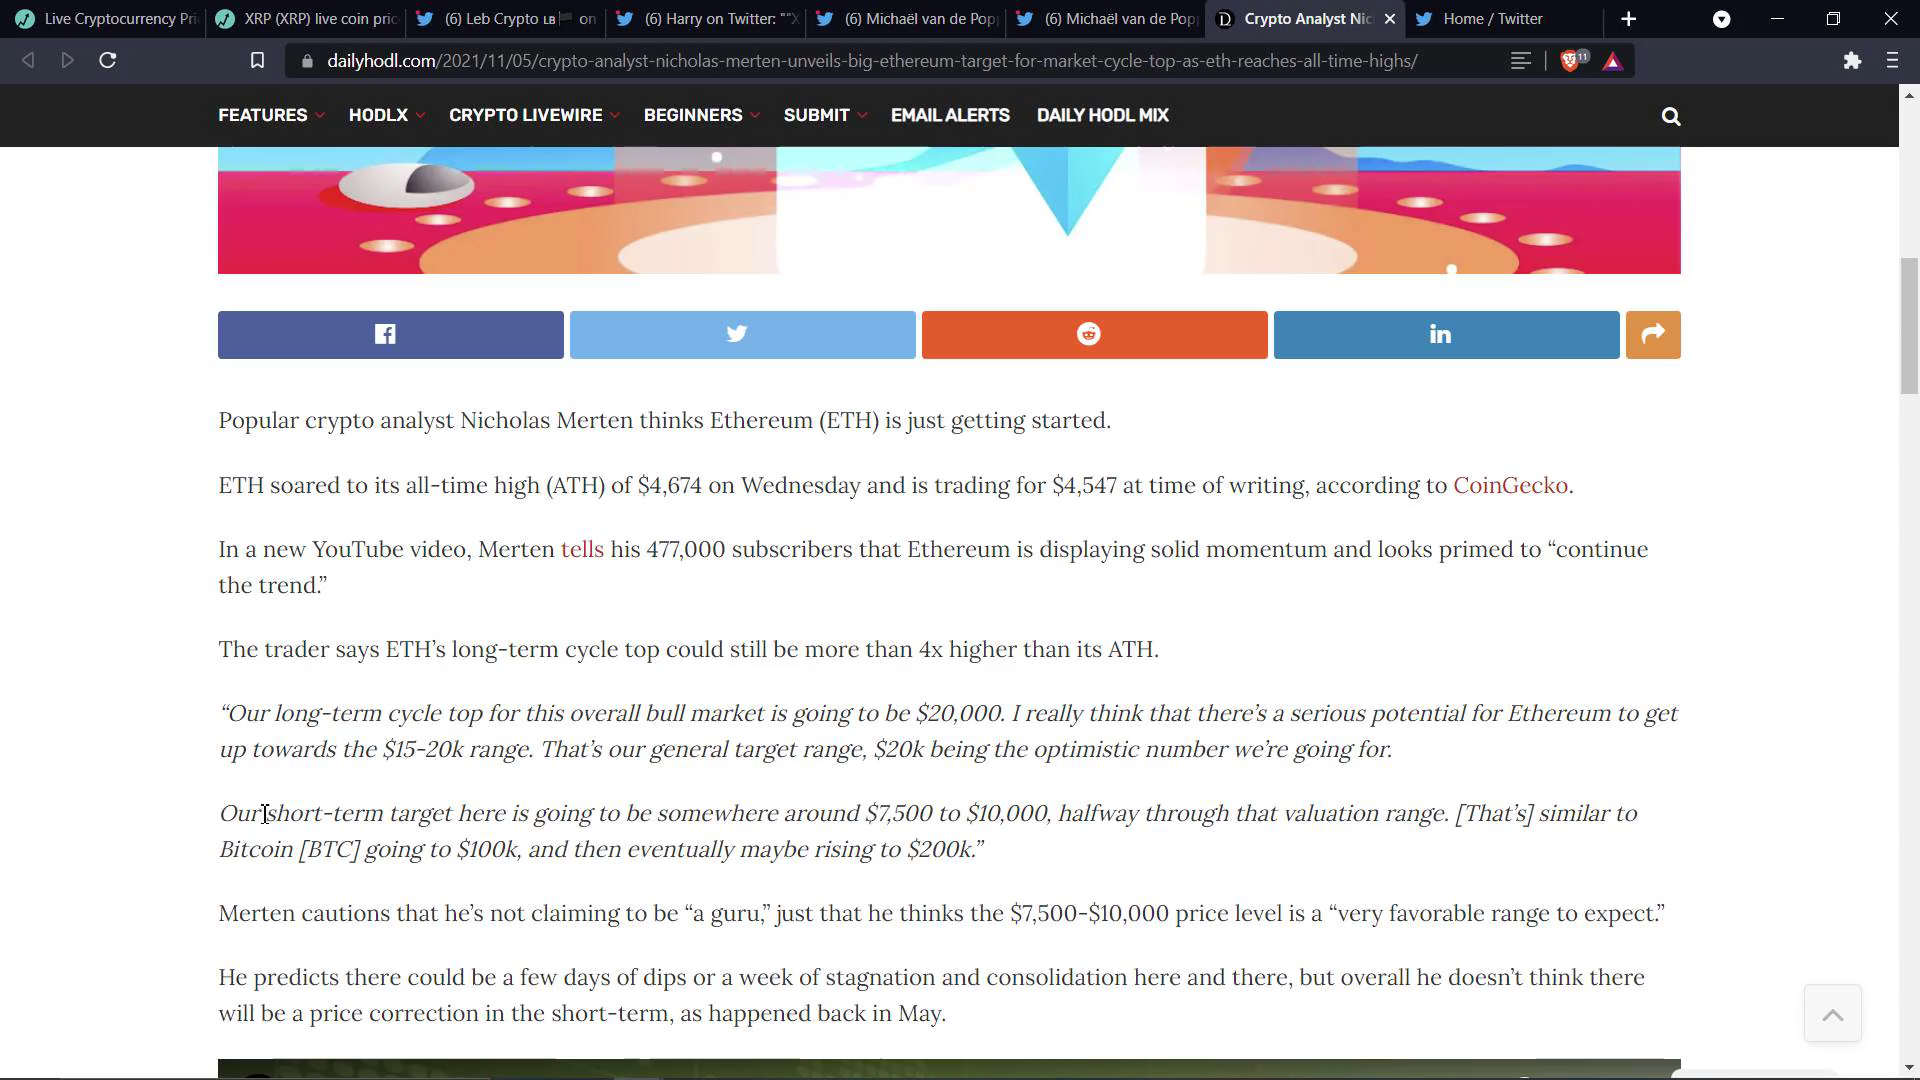 Live Cryptocurrency Pri
XRP (XRP) live coin pric
(6) Leb Crypto LB on
(6) Harry on Twitter: ""X
(6) Michaël van de Pop
(6) Michaël van de Pop
Crypto Analyst Nic
Home / Twitter
dailyhodl.com/2021/11/05/crypto-analyst-nicholas-merten-unveils-big-ethereum-target-for-market-cycle-top-as-eth-reaches-all-time-highs/
11
FEATURES HODLX CRYPTO LIVEWIRE BEGINNERS SUBMIT EMAIL ALERTS DAILY HODL MIX
Popular crypto analyst Nicholas Merten thinks Ethereum (ETH) is just getting started.
ETH soared to its all-time high (ATH) of $4,674 on Wednesday and is trading for $4,547 at time of writing, according to CoinGecko.
In a new YouTube video, Merten tells his 477,000 subscribers that Ethereum is displaying solid momentum and looks primed to “continue
the trend.”
The trader says ETH’s long-term cycle top could still be more than 4x higher than its ATH.
“Our long-term cycle top for this overall bull market is going to be $20,000. I really think that there’s a serious potential for Ethereum to get
up towards the $15-20k range. That’s our general target range, $20k being the optimistic number we’re going for.
Our short-term target here is going to be somewhere around $7,500 to $10,000, halfway through that valuation range. [That’s] similar to
Bitcoin [BTC] going to $100k, and then eventually maybe rising to $200k.”
Merten cautions that he’s not claiming to be “a guru,” just that he thinks the $7,500-$10,000 price level is a “very favorable range to expect.”
He predicts there could be a few days of dips or a week of stagnation and consolidation here and there, but overall he doesn’t think there
will be a price correction in the short-term, as happened back in May.